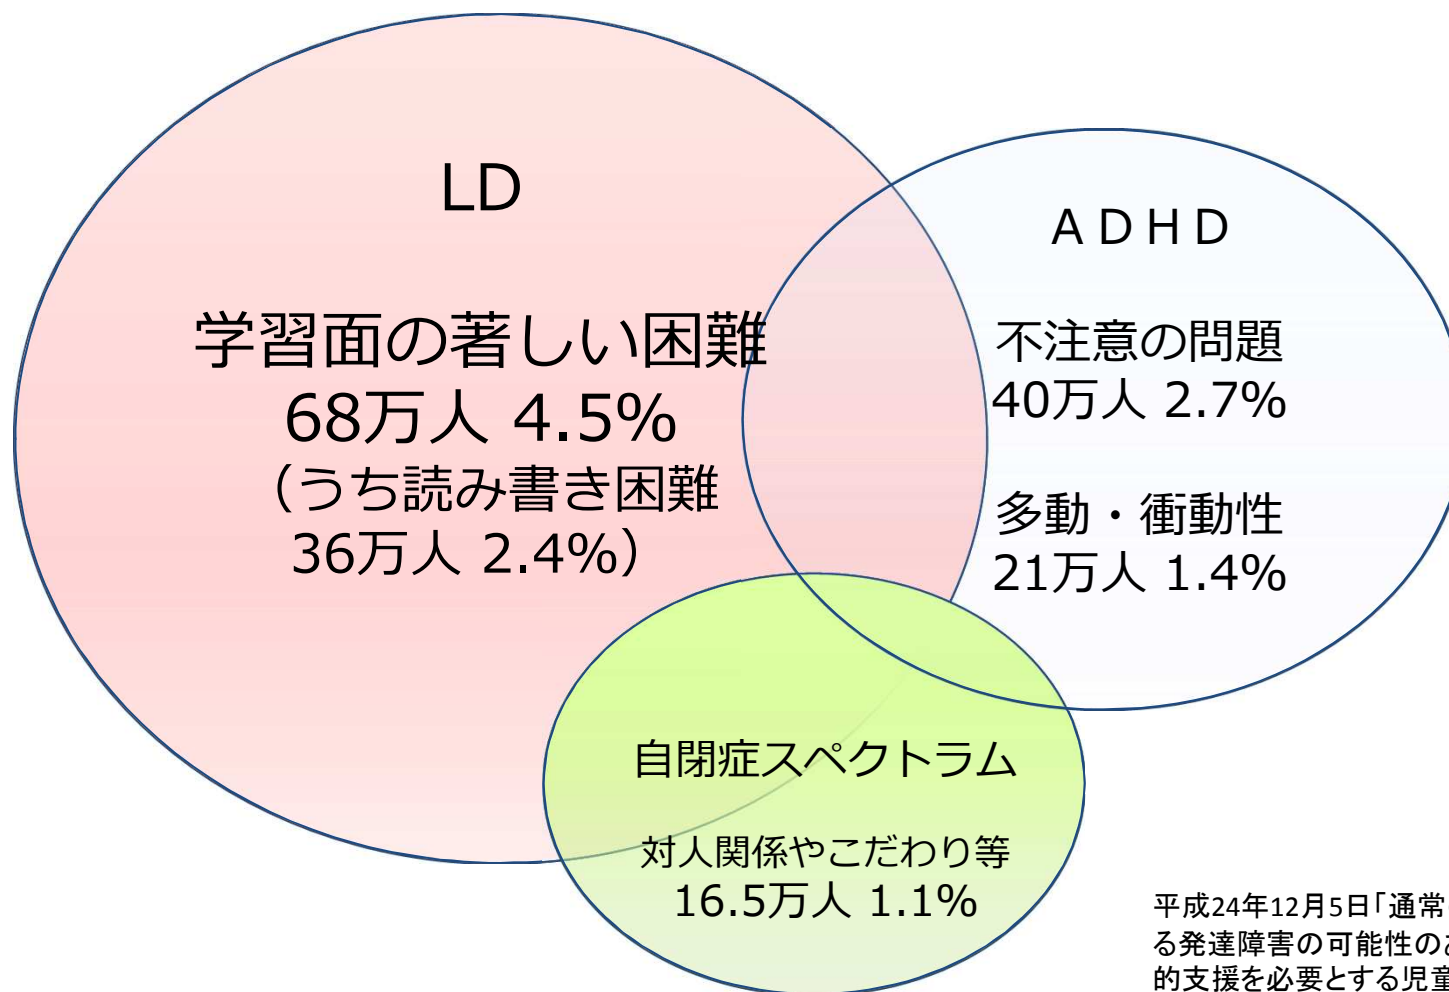 LD
学習面の著しい困難
68万人 4.5%
（うち読み書き困難
36万人 2.4%）
ＡＤＨＤ
不注意の問題
40万人 2.7%
多動・衝動性
21万人 1.4%
自閉症スペクトラム
対人関係やこだわり等
16.5万人 1.1%
平成24年12月5日「通常
る発達障害の可能性の
的支援を必要とする児童